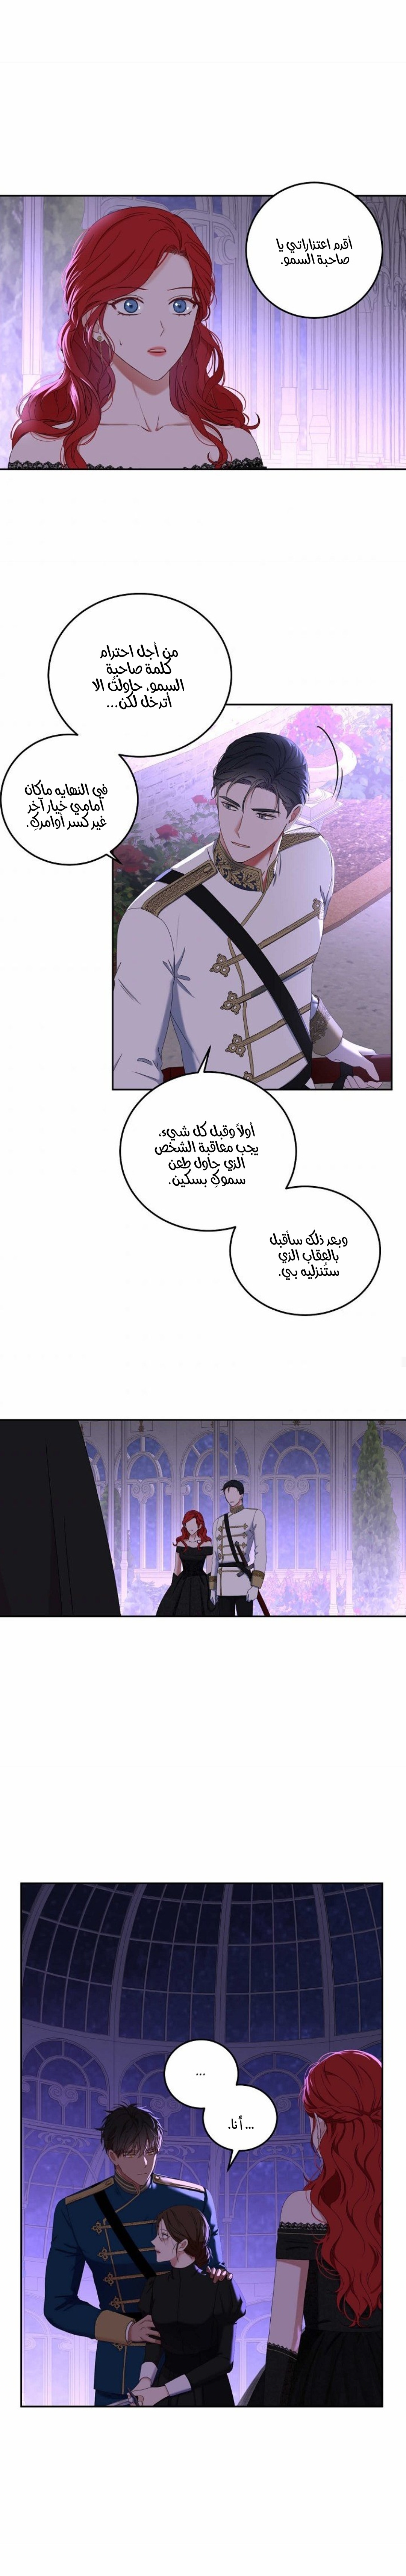 أقدم اعتذاراتي يا
صاحبة السمو.
من أجل احترام
كلمة صاحبة
السمو، حاولتُ الا
أتدخل لكن...
في النهايه ماكان
أمامي خيار آخر
غير كسر أوامركِ.
أولاً وقبل كل شيء،
يجب معاقبة الشخص
الذي حاول طعن
سموكِ بسكين.
وبعد ذلك سأقبل
بالعقاب الذي
ستُنزليه بي.
...
... أنا.